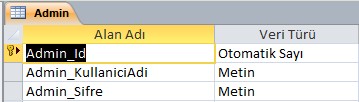 Admin
Alan Adı Veri Türü
Admin_Id Otomatik Sayı
Admin_KullaniciAdi Metin
Admin_Sifre Metin